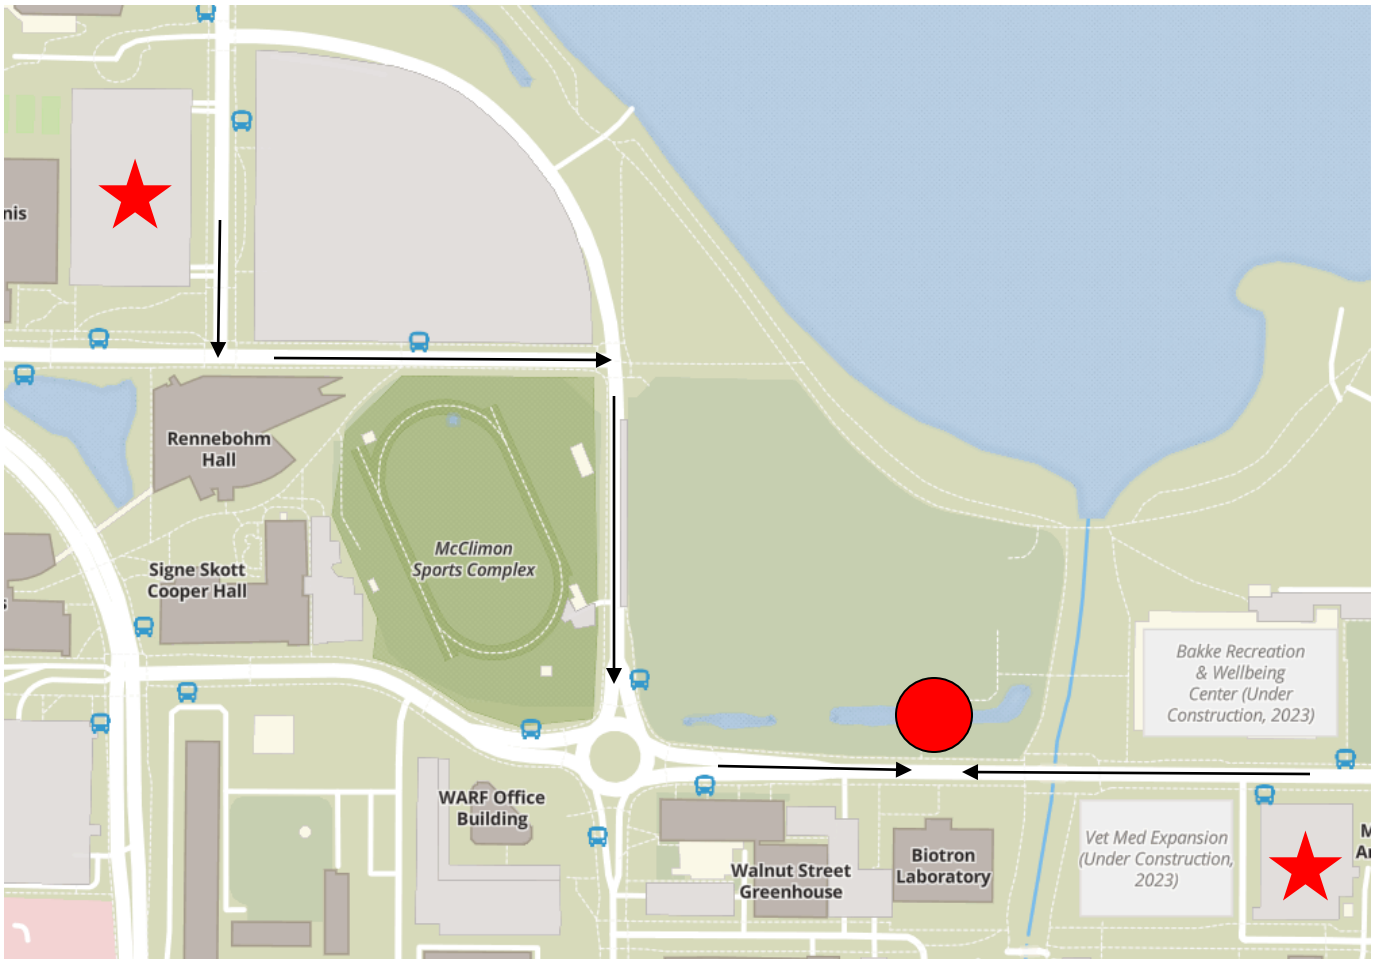 nis
Rennebohm
Hall
McClimon
Sports Complex
Signe Skott
Cooper Hall
s
Bakke Recreation
& Wellbeing
Center (Under
Construction, 2023)
WARF Office
Building
Walnut Street
Greenhouse
Biotron
Laboratory
Vet Med Expansion
(Under Construction,
2023)
M
Ar